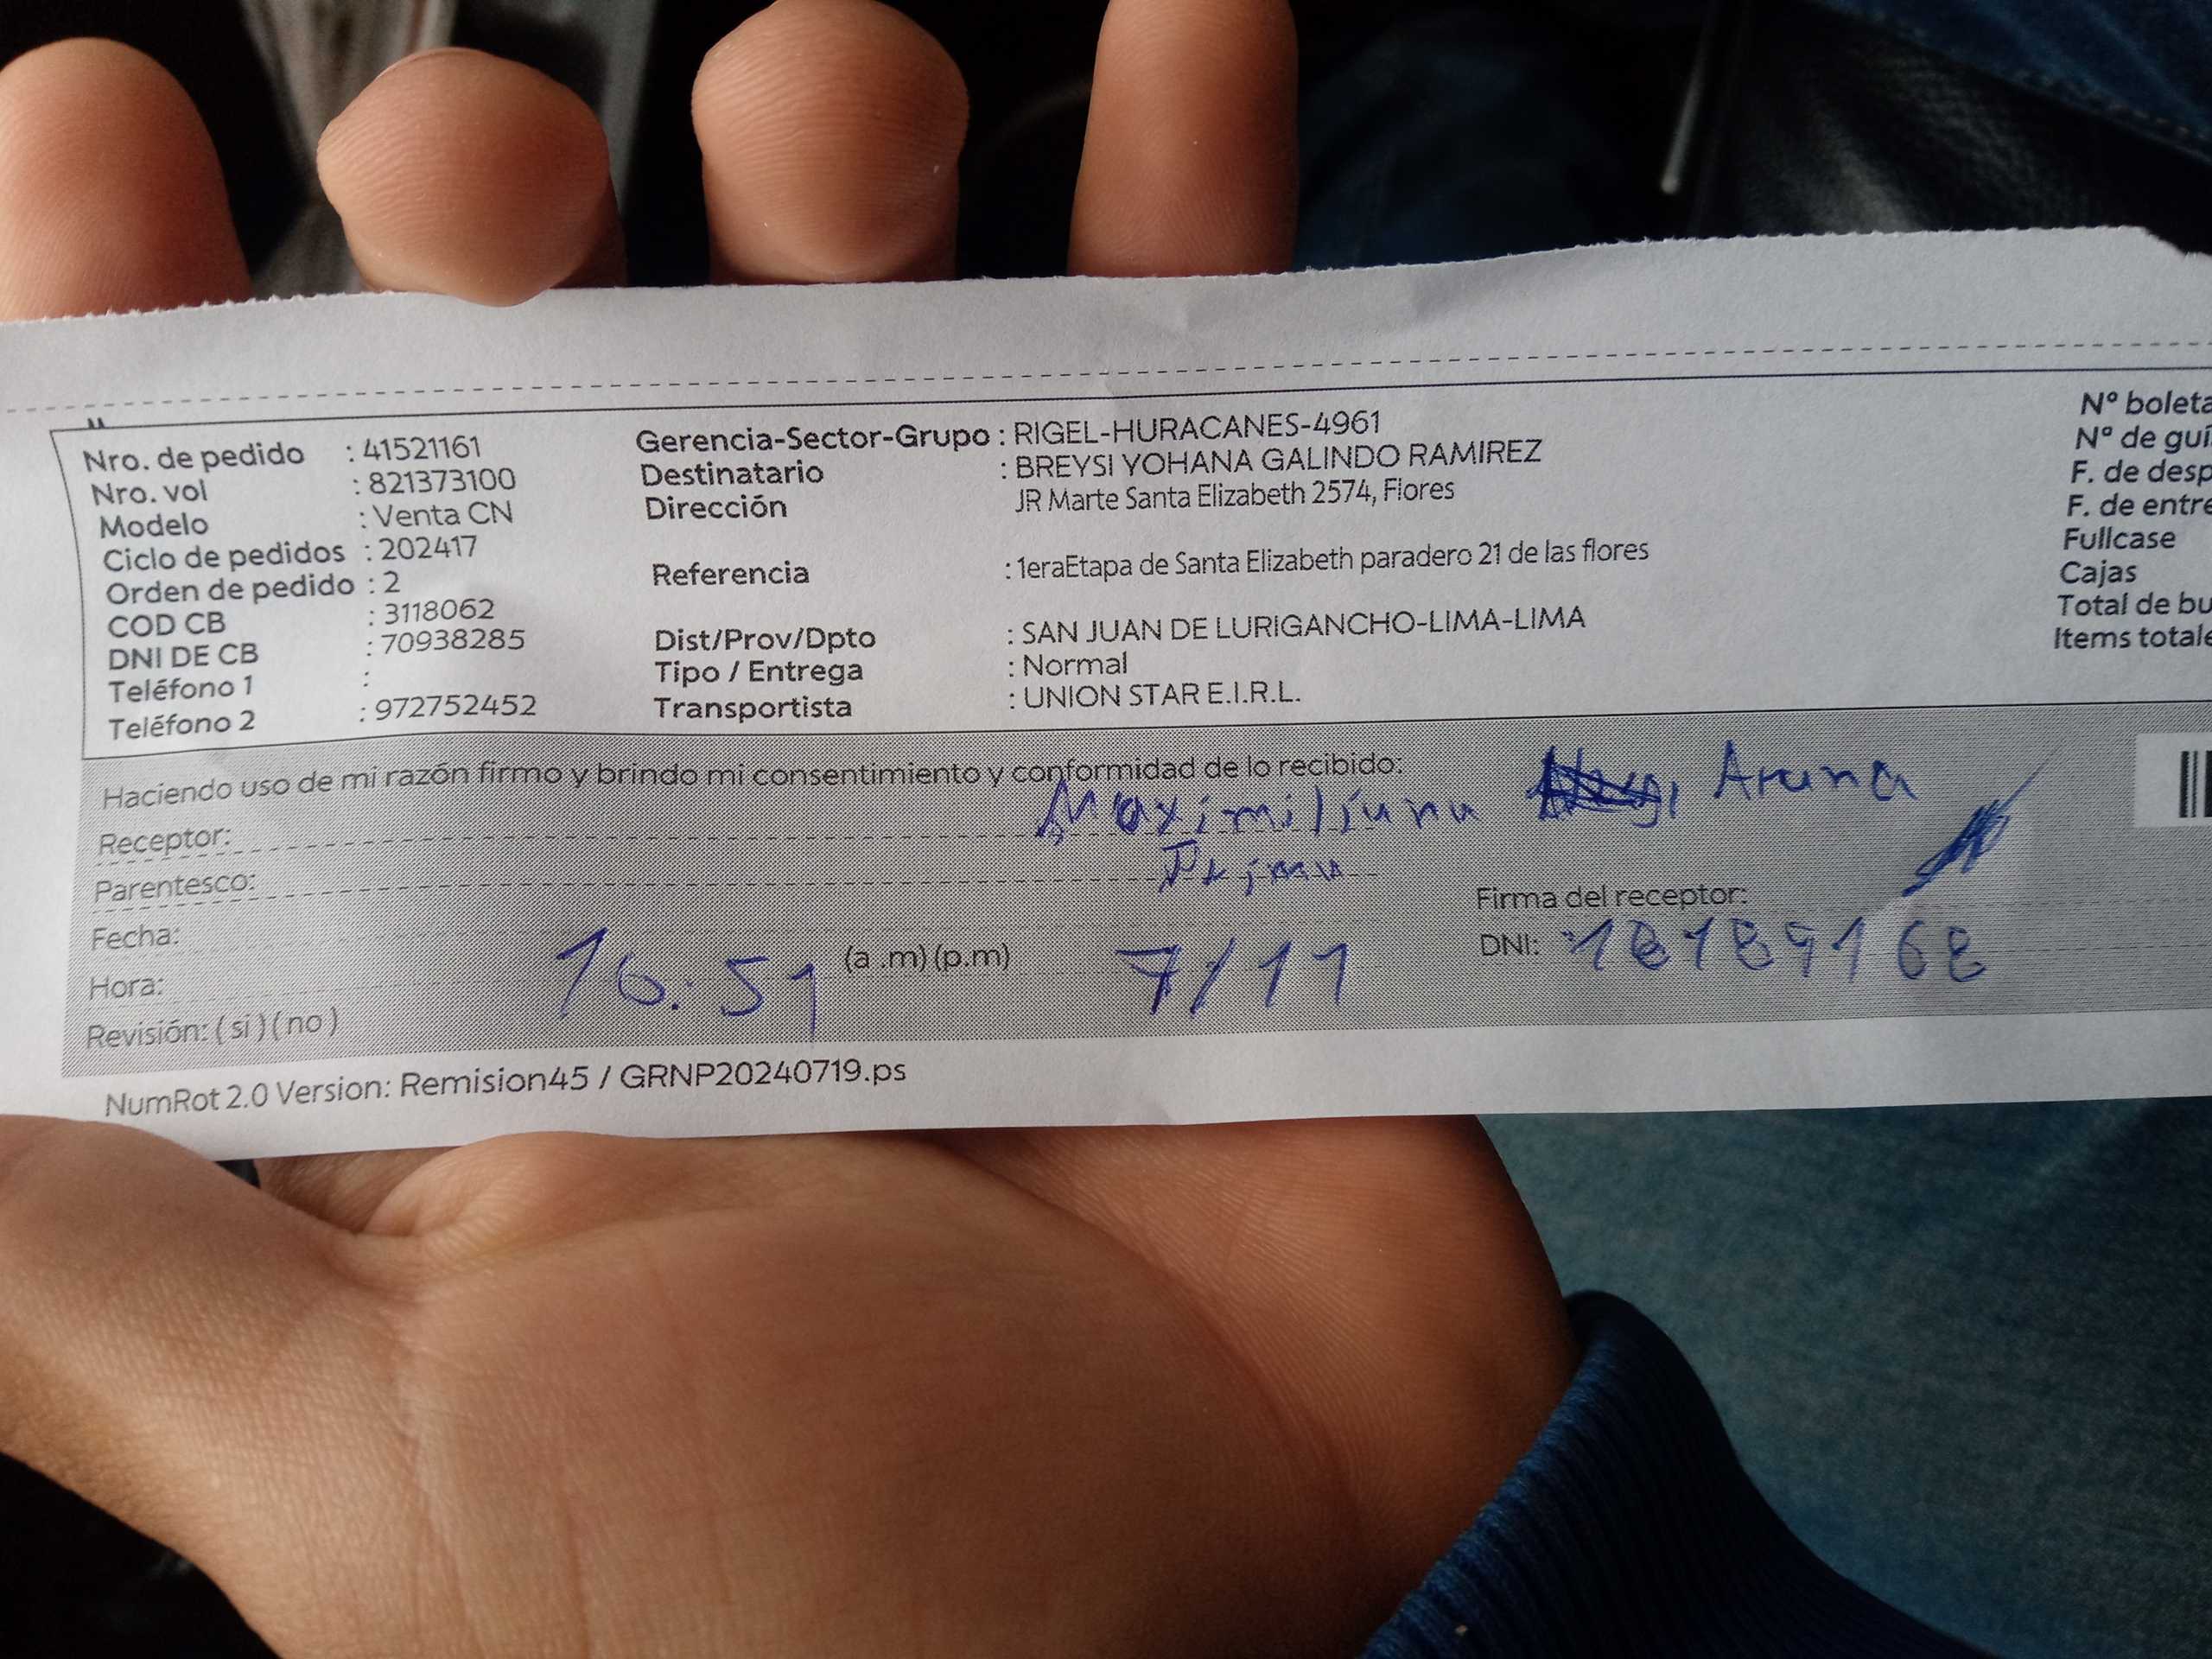 Nro. de pedido : 41521161
Nro. vol : 821373100
Modelo : Venta CN
Ciclo de pedidos : 202417
Orden de pedido : 2
COD CB : 3118062
DNI DE CB : 70938285
Teléfono 1 :
Teléfono 2 : 972752452
Gerencia-Sector-Grupo : RIGEL-HURACANES-4961
Destinatario : BREYSI YOHANA GALINDO RAMIREZ
Dirección JR Marte Santa Elizabeth 2574, Flores
Referencia : 1eraEtapa de Santa Elizabeth paradero 21 de las flores
Dist/Prov/Dpto : SAN JUAN DE LURIGANCHO-LIMA-LIMA
Tipo / Entrega : Normal
Transportista : UNION STAR E.I.R.L.
Nº boleta
Nº de guí
F. de desp
F. de entre
Fullcase
Cajas
Total de bu
Items totale
Haciendo uso de mi razón firmo y brindo mi consentimiento y conformidad de lo recibido:
Receptor: Maximiliana Arana
Parentesco: Prima
Fecha:
Firma del receptor:
Hora: 16:51 (a .m) (p.m) 7/11
DNI: 18189168
Revisión: ( si ) ( no )
NumRot 2.0 Version: Remision45 / GRNP20240719.ps